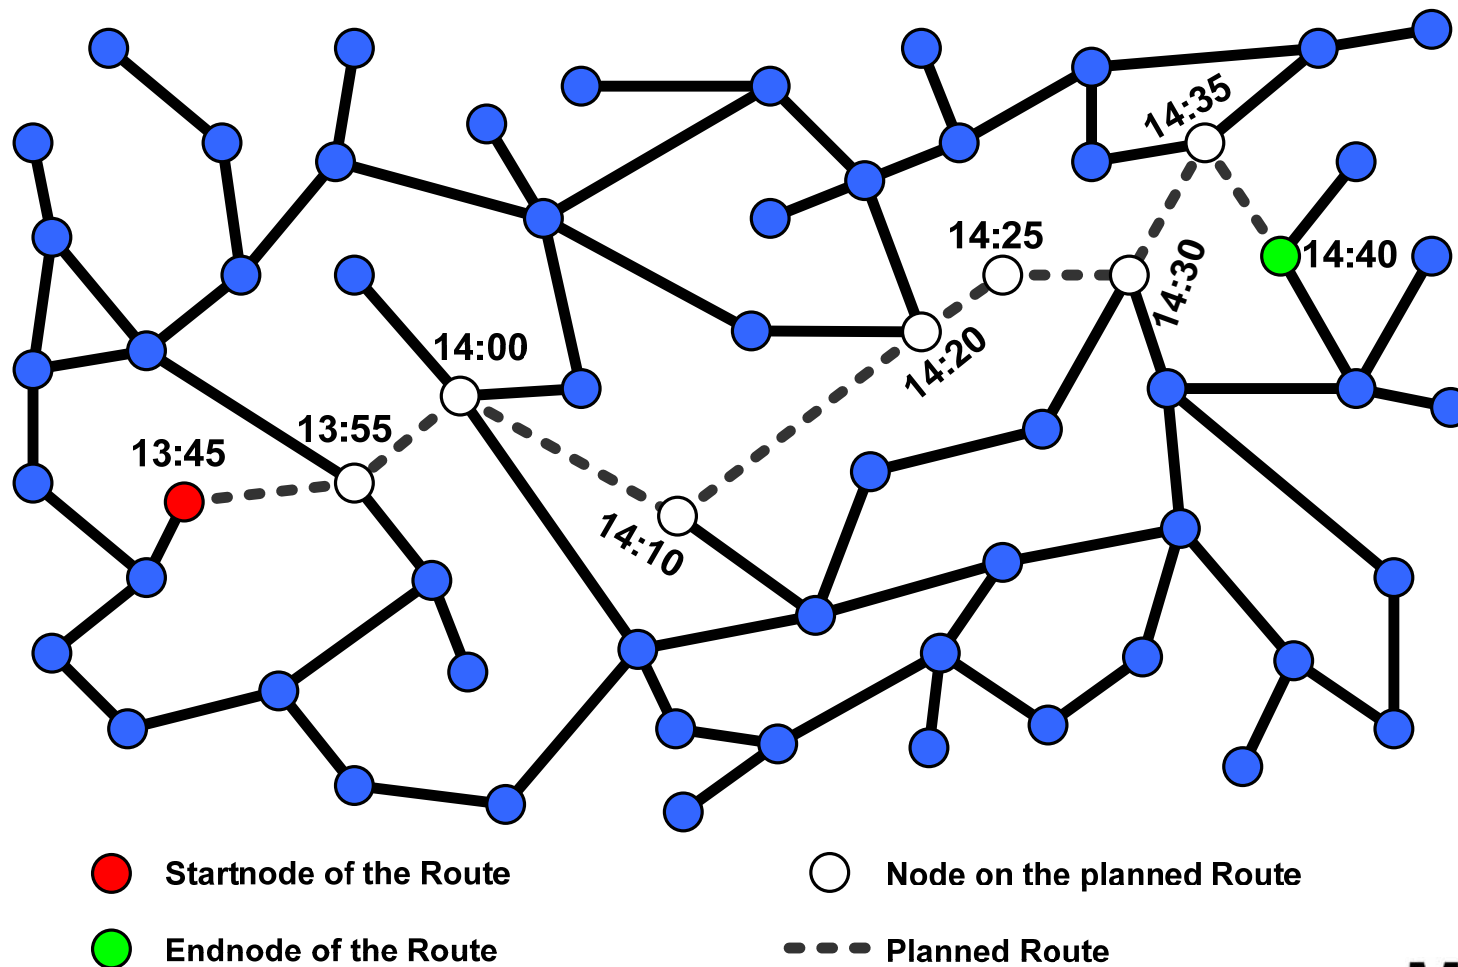 14:35
14:25
14:40
14:30
14:00
14:20
13:55
13:45
14:10
Startnode of the Route
Node on the planned Route
Endnode of the Route
Planned Route